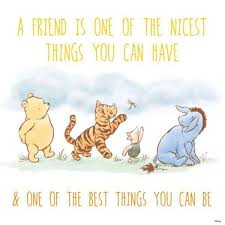 A FRIEND IS ONE OF THE NICEST
THINGS YOU CAN HAVE
& ONE OF THE BEST THINGS YOU CAN BE